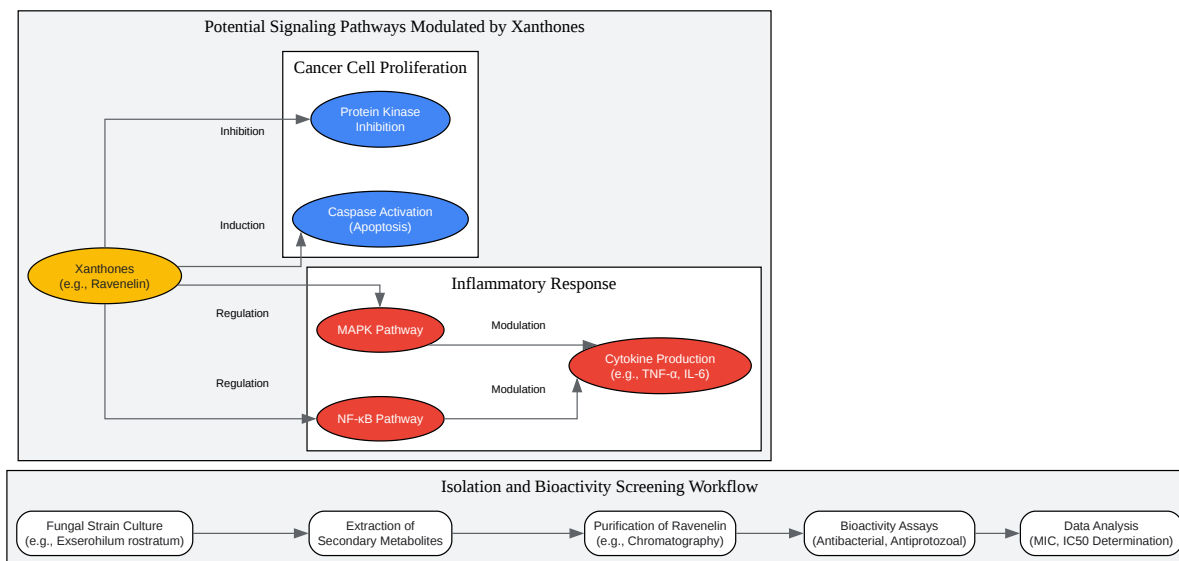 Potential Signaling Pathways Modulated by Xanthones
Cancer Cell Proliferation
Protein Kinase
Inhibition
Inhibition
Caspase Activation
(Apoptosis)
Induction
Xanthones
(e.g., Ravenelin)
Inflammatory Response
Regulation
MAPK Pathway
Modulation
Cytokine Production
(e.g., TNF-α, IL-6)
Regulation
Modulation
NF-κB Pathway
Isolation and Bioactivity Screening Workflow
Fungal Strain Culture
(e.g., Exserohilum rostratum)
Extraction of
Secondary Metabolites
Purification of Ravenelin
(e.g., Chromatography)
Bioactivity Assays
(Antibacterial, Antiprotozoal)
Data Analysis
(MIC, IC50 Determination)